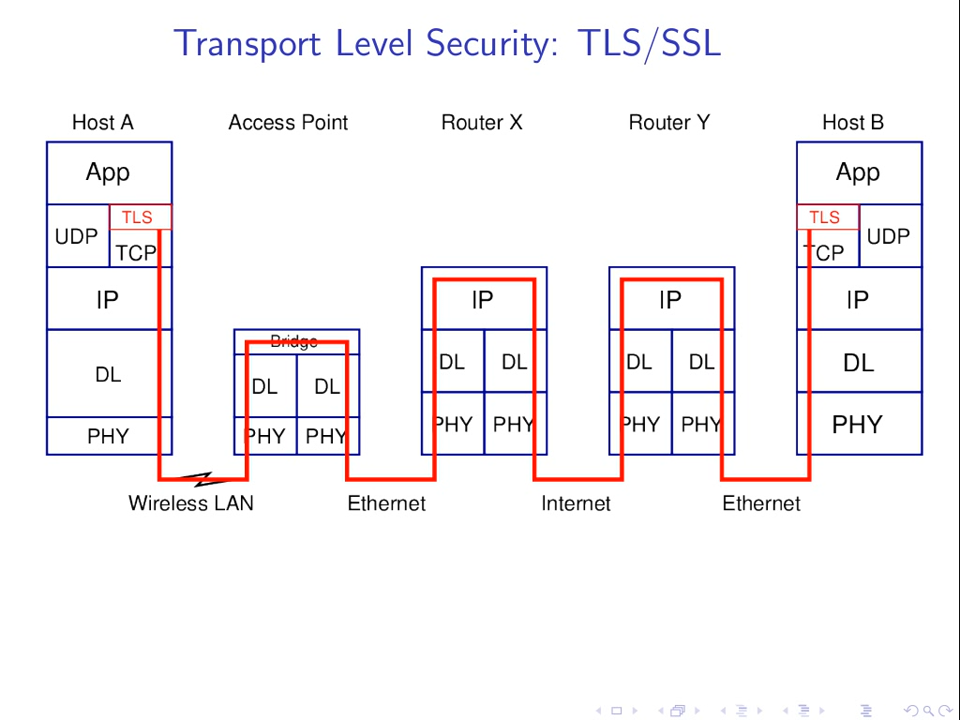 Transport Level Security: TLS/SSL
Host A
Access Point
Router X
Router Y
Host B
App
App
TLS
TLS
UDP
TCP
TCP
UDP
IP
IP
IP
IP
Bridge
DL
DL
DL
DL
DL
DL
DL
DL
PHY
PHY
PHY
PHY
PHY
PHY
PHY
PHY
Wireless LAN
Ethernet
Internet
Ethernet